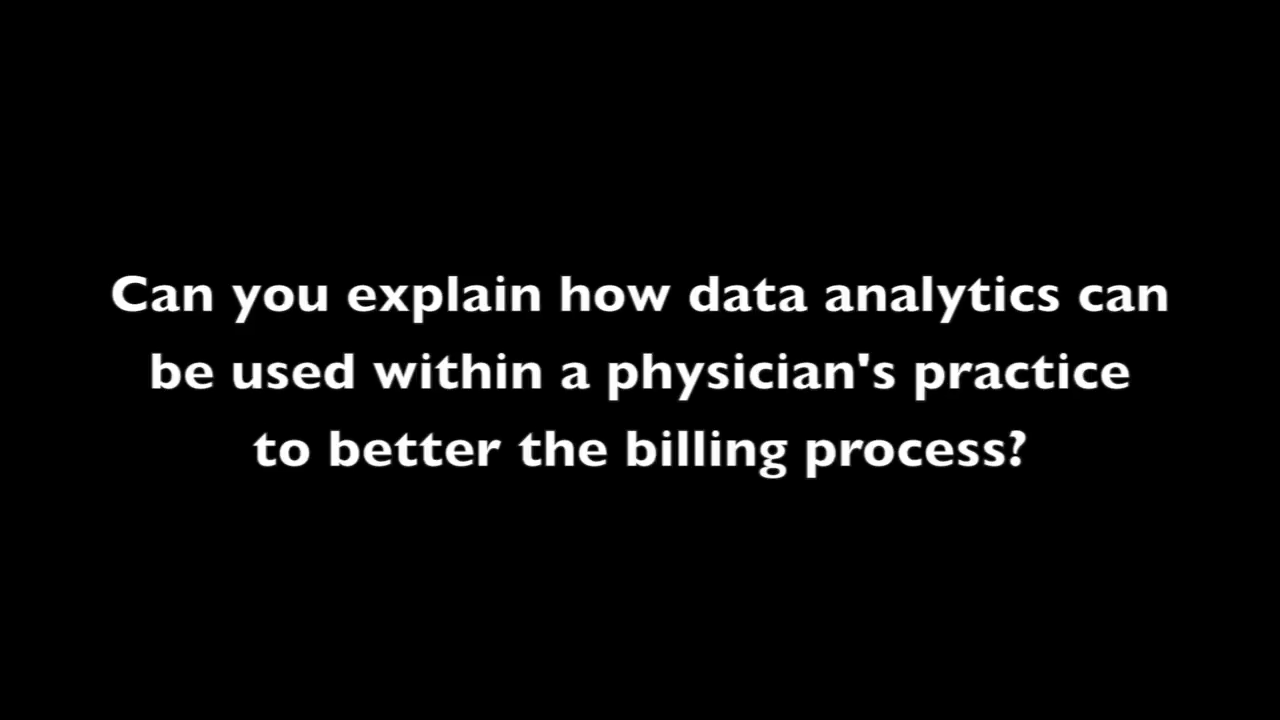 Can you explain how data analytics can
be used within a physician's practice
to better the billing process?